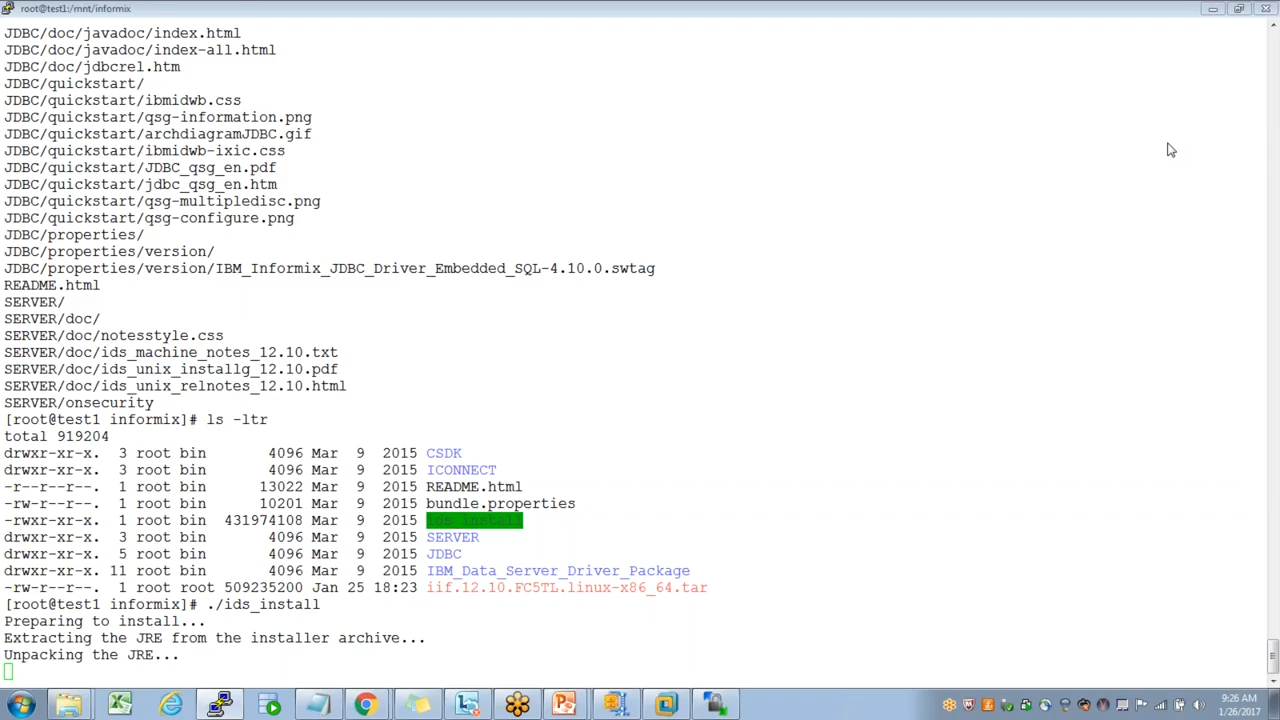 root@test1:/mnt/informix
JDBC/doc/javadoc/index.html
JDBC/doc/javadoc/index-all.html
JDBC/doc/jdbcrel.htm
JDBC/quickstart/
JDBC/quickstart/ibmidwb.css
JDBC/quickstart/qsg-information.png
JDBC/quickstart/archdiagramJDBC.gif
JDBC/quickstart/ibmidwb-ixic.css
JDBC/quickstart/JDBC_qsg_en.pdf
JDBC/quickstart/jdbc_qsg_en.htm
JDBC/quickstart/qsg-multipledisc.png
JDBC/quickstart/qsg-configure.png
JDBC/properties/
JDBC/properties/version/
JDBC/properties/version/IBM_Informix_JDBC_Driver_Embedded_SQL-4.10.0.swtag
README.html
SERVER/
SERVER/doc/
SERVER/doc/notesstyle.css
SERVER/doc/ids_machine_notes_12.10.txt
SERVER/doc/ids_unix_installg_12.10.pdf
SERVER/doc/ids_unix_relnotes_12.10.html
SERVER/onsecurity
[root@test1 informix]# ls -ltr
total 919204
drwxr-xr-x. 3 root bin 4096 Mar 9 2015 CSDK
drwxr-xr-x. 3 root bin 4096 Mar 9 2015 ICONNECT
-r--r--r--. 1 root bin 13022 Mar 9 2015 README.html
-rw-r--r--. 1 root bin 10201 Mar 9 2015 bundle.properties
-rwxr-xr-x. 1 root bin 431974108 Mar 9 2015 ids_install
drwxr-xr-x. 3 root bin 4096 Mar 9 2015 SERVER
drwxr-xr-x. 5 root bin 4096 Mar 9 2015 JDBC
drwxr-xr-x. 11 root bin 4096 Mar 9 2015 IBM_Data_Server_Driver_Package
-rw-r--r--. 1 root root 509235200 Jan 25 18:23 iif.12.10.FC5TL.linux-x86_64.tar
[root@test1 informix]# ./ids_install
Preparing to install...
Extracting the JRE from the installer archive...
Unpacking the JRE...
9:26 AM
1/26/2017